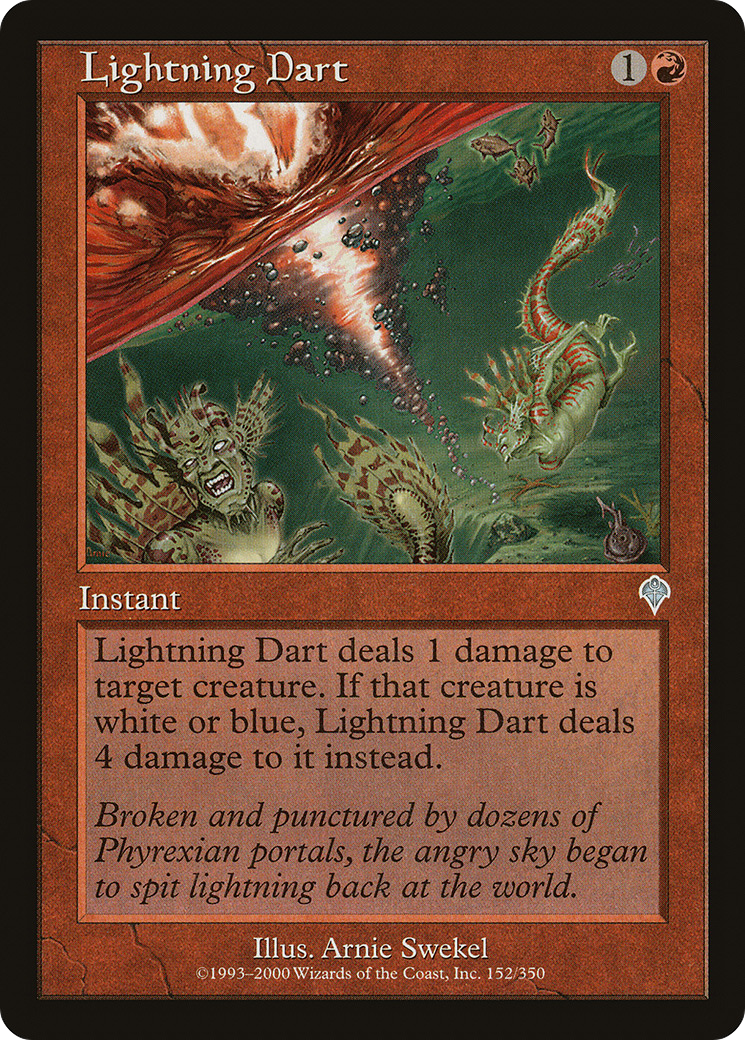 Lightning Dart
1
Arnie
Instant
Lightning Dart deals 1 damage to
target creature. If that creature is
white or blue, Lightning Dart deals
4 damage to it instead.
Broken and punctured by dozens of
Phyrexian portals, the angry sky began
to spit lightning back at the world.
Illus. Arnie Swekel
©1993–2000 Wizards of the Coast, Inc. 152/350